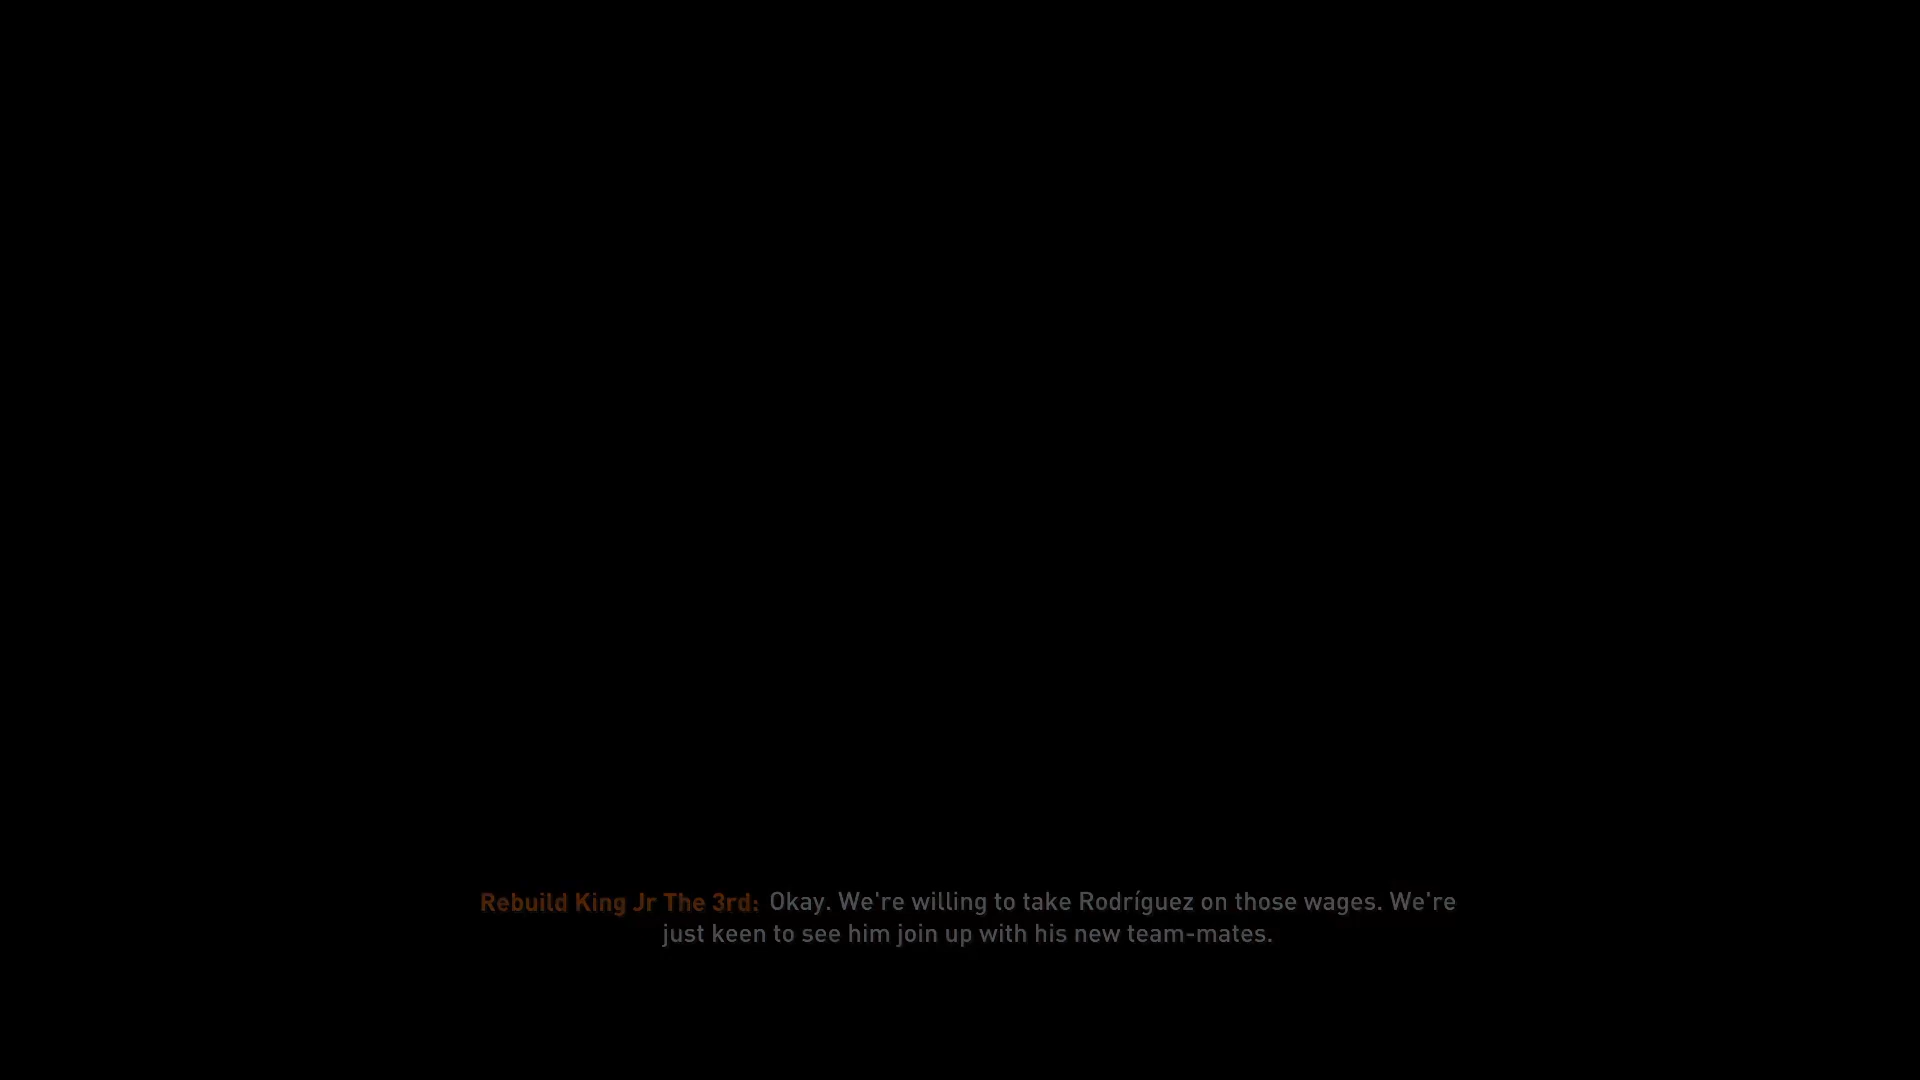 Rebuild King Jr The 3rd: Okay. We're willing to take Rodríguez on those wages. We're
just keen to see him join up with his new team-mates.